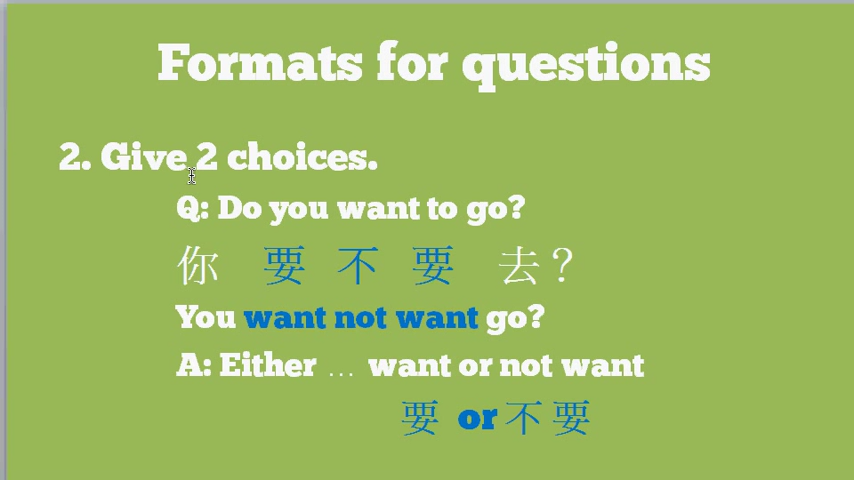 Formats for questions
2. Give 2 choices.
Q: Do you want to go?
你 要 不 要 去？
You want not want go?
A: Either … want or not want
要 or 不 要